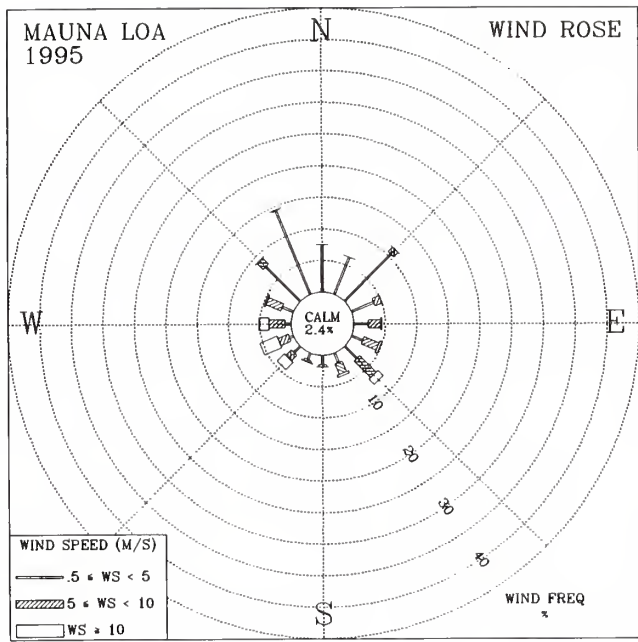 MAUNA LOA
1995
WIND ROSE
N
W
CALM
2.4%
E
10
20
30
40
WIND SPEED (M/S)
.5 ≤ WS < 5
5 ≤ WS < 10
WS ≥ 10
S
WIND FREQ
%